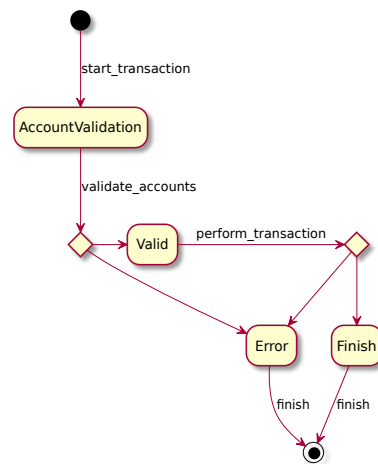 start_transaction
AccountValidation
validate_accounts
Valid
perform_transaction
Error
Finish
finish
finish